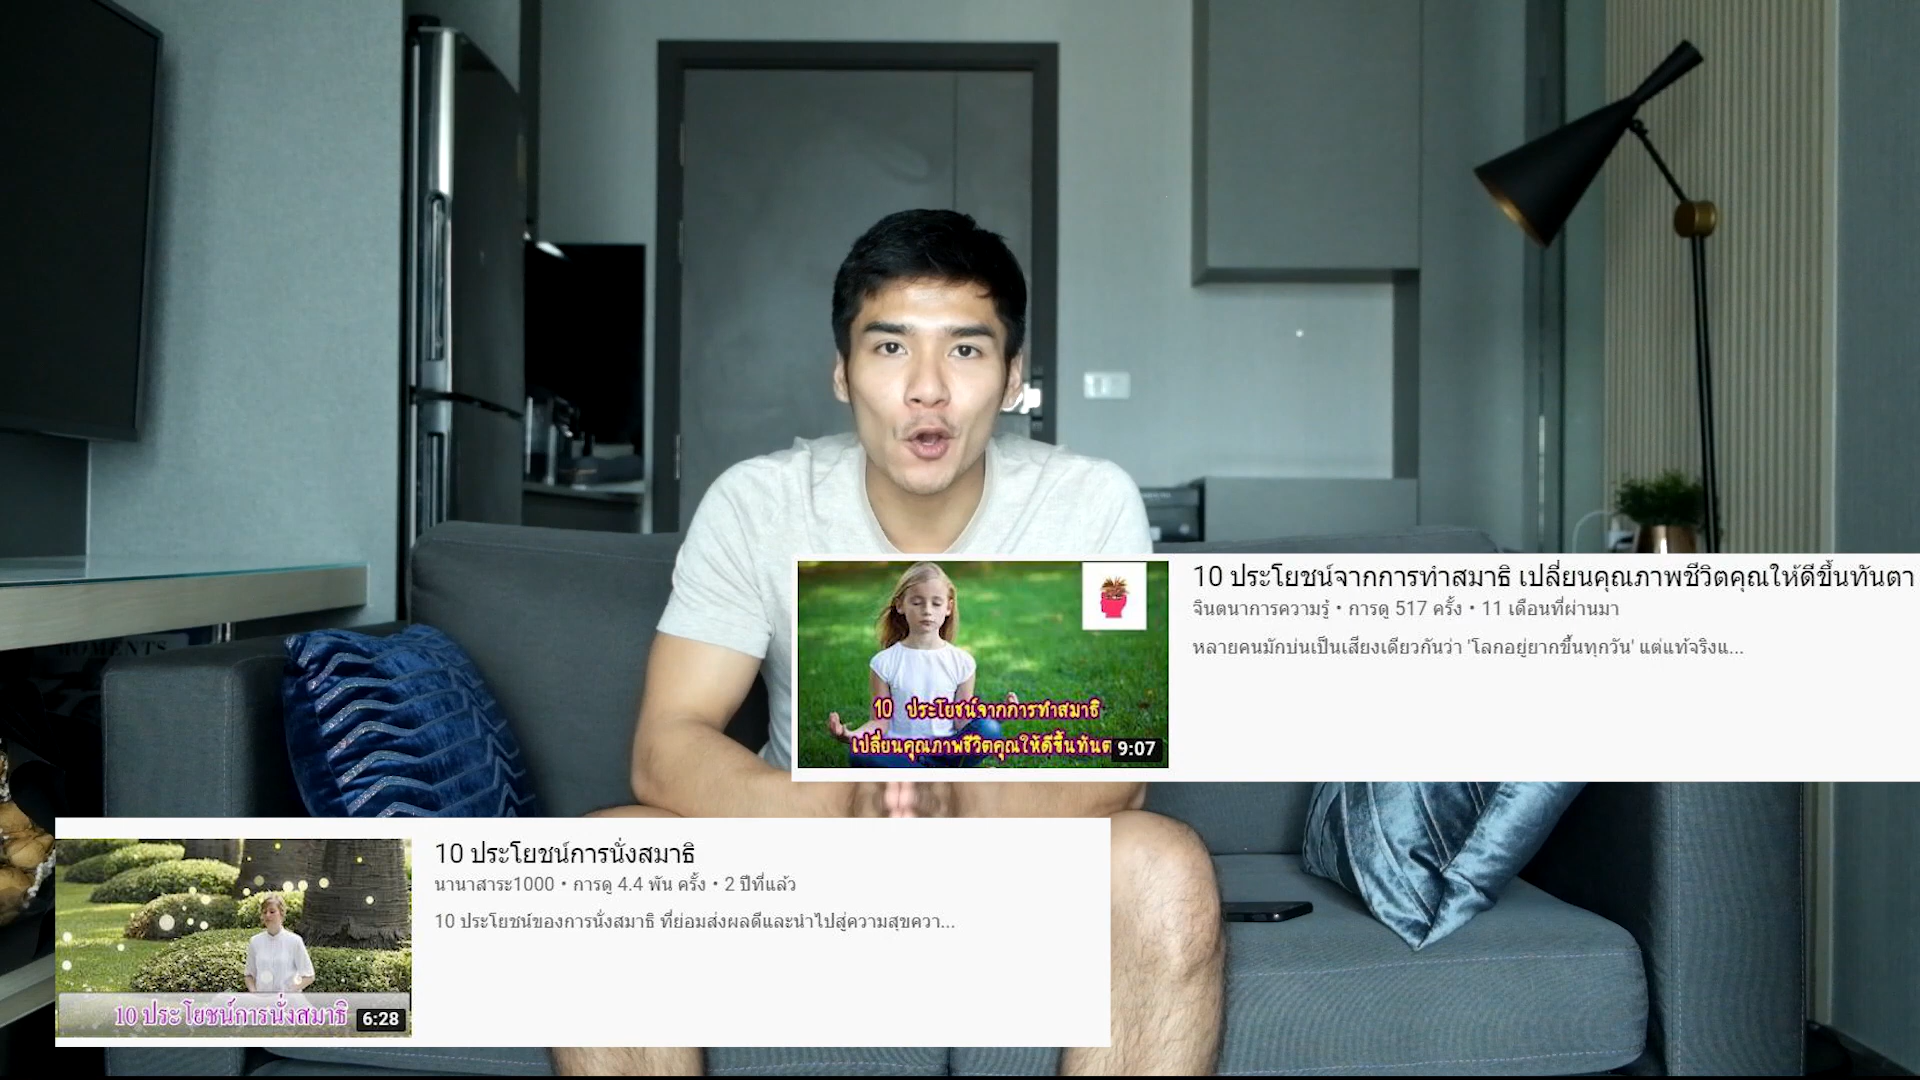 MOMENTS
10 ประโยชน์จากการทำสมาธิ เปลี่ยนคุณภาพชีวิตคุณให้ดีขึ้นทันตา
จินตนาการความรู้ • การดู 517 ครั้ง • 11 เดือนที่ผ่านมา
หลายคนมักบ่นเป็นเสียงเดียวกันว่า 'โลกอยู่ยากขึ้นทุกวัน' แต่แท้จริงแ...
10 ประโยชน์จากการทำสมาธิ
เปลี่ยนคุณภาพชีวิตคุณให้ดีขึ้นทันต
9:07
10 ประโยชน์การนั่งสมาธิ
นานาสาระ1000 • การดู 4.4 พัน ครั้ง • 2 ปีที่แล้ว
10 ประโยชน์ของการนั่งสมาธิ ที่ย่อมส่งผลดีและนำไปสู่ความสุขควา...
10 ประโยชน์การนั่งสมาธิ
6:28